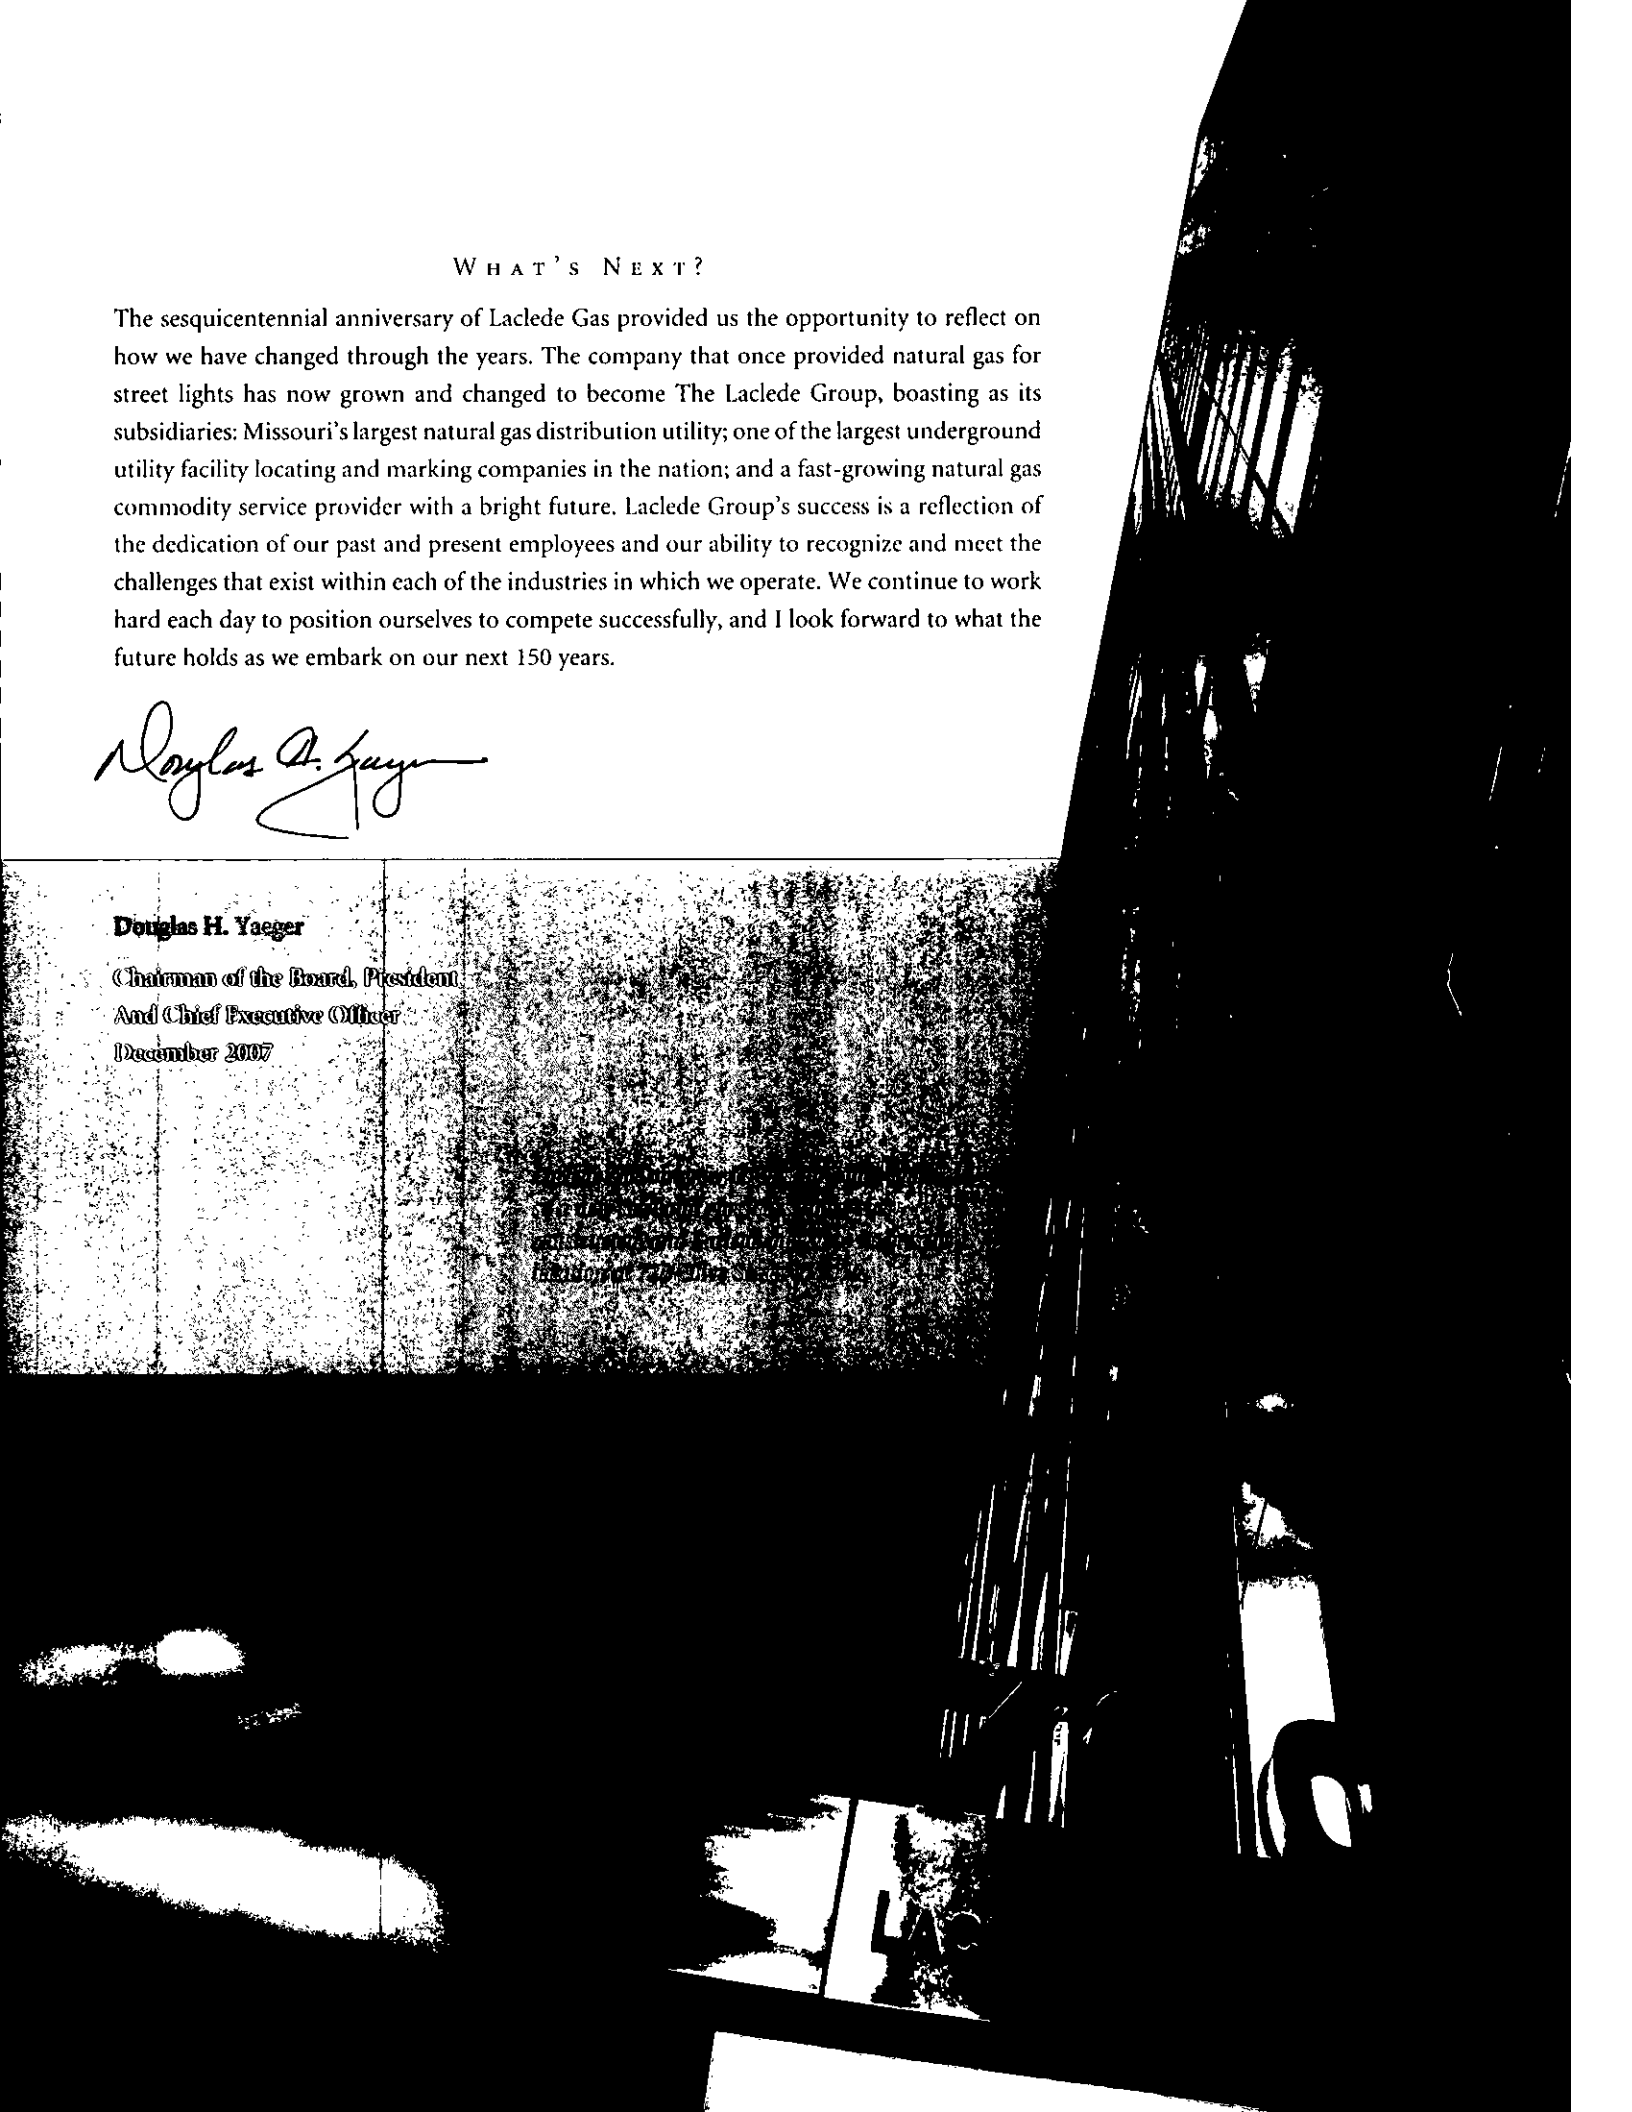 WHAT'S NEXT?
The sesquicentennial anniversary of Laclede Gas provided us the opportunity to reflect on
how we have changed through the years. The company that once provided natural gas for
street lights has now grown and changed to become The Laclede Group, boasting as its
subsidiaries: Missouri's largest natural gas distribution utility; one of the largest underground
utility facility locating and marking companies in the nation; and a fast-growing natural gas
commodity service provider with a bright future. Laclede Group's success is a reflection of
the dedication of our past and present employees and our ability to recognize and meet the
challenges that exist within each of the industries in which we operate. We continue to work
hard each day to position ourselves to compete successfully, and I look forward to what the
future holds as we embark on our next 150 years.
Douglas H. Yaeger
Douglas H. Yaeger
Chairman of the Board, President
And Chief Executive Officer
December 2007
LAC